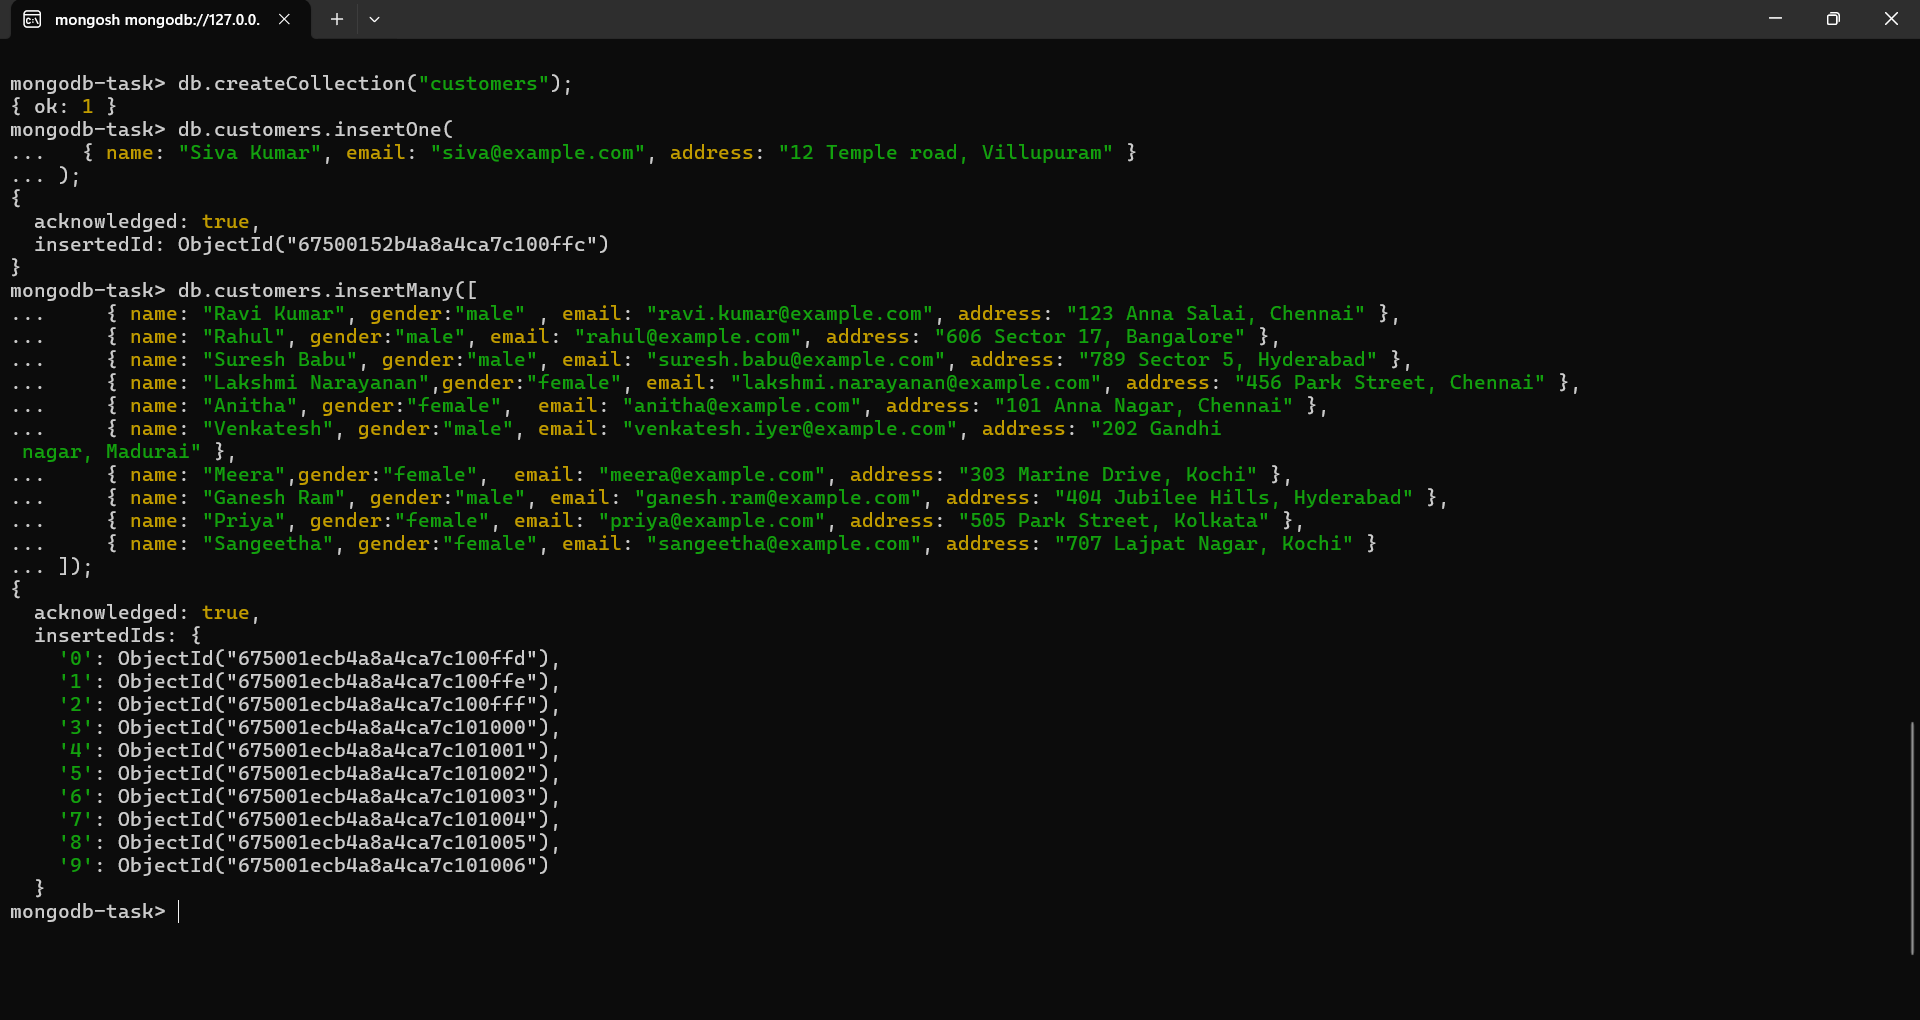 mongosh mongodb://127.0.0.
mongodb-task> db.createCollection("customers");
{ ok: 1 }
mongodb-task> db.customers.insertOne(
...   { name: "Siva Kumar", email: "siva@example.com", address: "12 Temple road, Villupuram" }
... );
{
  acknowledged: true,
  insertedId: ObjectId("67500152b4a8a4ca7c100ffc")
}
mongodb-task> db.customers.insertMany([
...     { name: "Ravi Kumar", gender:"male" , email: "ravi.kumar@example.com", address: "123 Anna Salai, Chennai" },
...     { name: "Rahul", gender:"male", email: "rahul@example.com", address: "606 Sector 17, Bangalore" },
...     { name: "Suresh Babu", gender:"male", email: "suresh.babu@example.com", address: "789 Sector 5, Hyderabad" },
...     { name: "Lakshmi Narayanan",gender:"female", email: "lakshmi.narayanan@example.com", address: "456 Park Street, Chennai" },
...     { name: "Anitha", gender:"female",  email: "anitha@example.com", address: "101 Anna Nagar, Chennai" },
...     { name: "Venkatesh", gender:"male", email: "venkatesh.iyer@example.com", address: "202 Gandhi
 nagar, Madurai" },
...     { name: "Meera",gender:"female",  email: "meera@example.com", address: "303 Marine Drive, Kochi" },
...     { name: "Ganesh Ram", gender:"male", email: "ganesh.ram@example.com", address: "404 Jubilee Hills, Hyderabad" },
...     { name: "Priya", gender:"female", email: "priya@example.com", address: "505 Park Street, Kolkata" },
...     { name: "Sangeetha", gender:"female", email: "sangeetha@example.com", address: "707 Lajpat Nagar, Kochi" }
... ]);
{
  acknowledged: true,
  insertedIds: {
    '0': ObjectId("675001ecb4a8a4ca7c100ffd"),
    '1': ObjectId("675001ecb4a8a4ca7c100ffe"),
    '2': ObjectId("675001ecb4a8a4ca7c100fff"),
    '3': ObjectId("675001ecb4a8a4ca7c101000"),
    '4': ObjectId("675001ecb4a8a4ca7c101001"),
    '5': ObjectId("675001ecb4a8a4ca7c101002"),
    '6': ObjectId("675001ecb4a8a4ca7c101003"),
    '7': ObjectId("675001ecb4a8a4ca7c101004"),
    '8': ObjectId("675001ecb4a8a4ca7c101005"),
    '9': ObjectId("675001ecb4a8a4ca7c101006")
  }
mongodb-task>